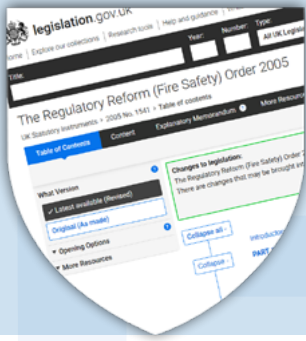 legislation.gov.uk
Home | Explore our collections | Research tools | Help and guidance
Title: Year: Number: Type:
All UK Legisla
The Regulatory Reform (Fire Safety) Order 2005
UK Statutory Instruments > 2005 No. 1541 > Table of contents
Table of Contents Content Explanatory Memorandum More Resour
What Version
✓ Latest available (Revised)
Original (As made)
Opening Options
More Resources
Changes to legislation:
The Regulatory Reform (Fire Safety) Order
There are changes that may be brought in
Collapse all -
Collapse -
Introductor
PART